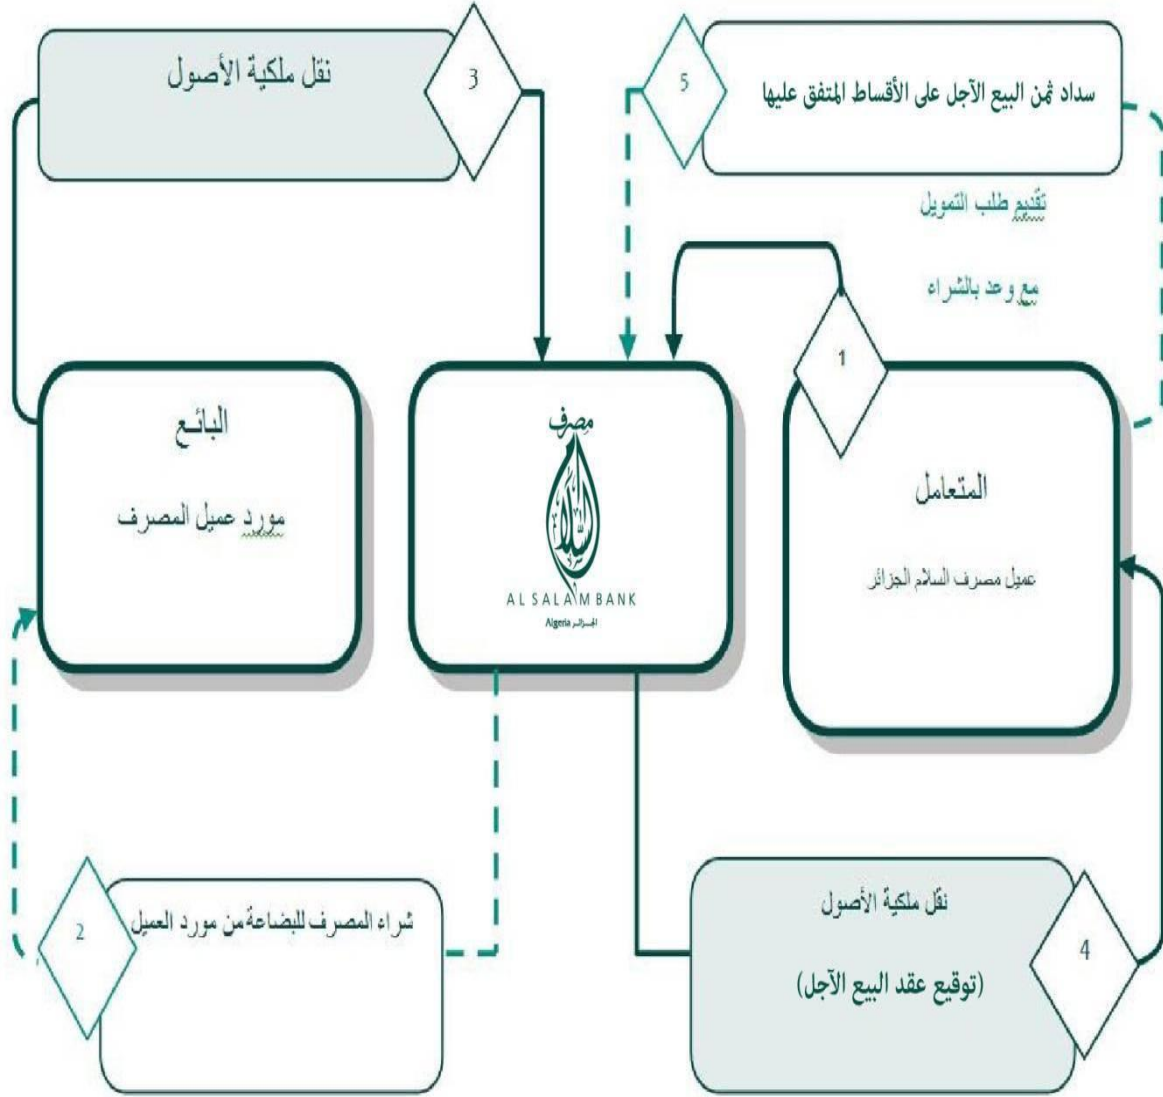 سداد ثمن البيع الآجل على الأقساط المتفق عليها
5
3
نقل ملكية الأصول
تقديم طلب التمويل
مع وعد بالشراء
1
المتعامل
عميل مصرف السلام الجزائر
مصرف
السلام
AL SALAM BANK
Algeria الجزائر
البائـع
مورد عميل المصرف
4
نقل ملكية الأصول
(توقيع عقد البيع الآجل)
شراء المصرف للبضاعة من مورد العميل
2